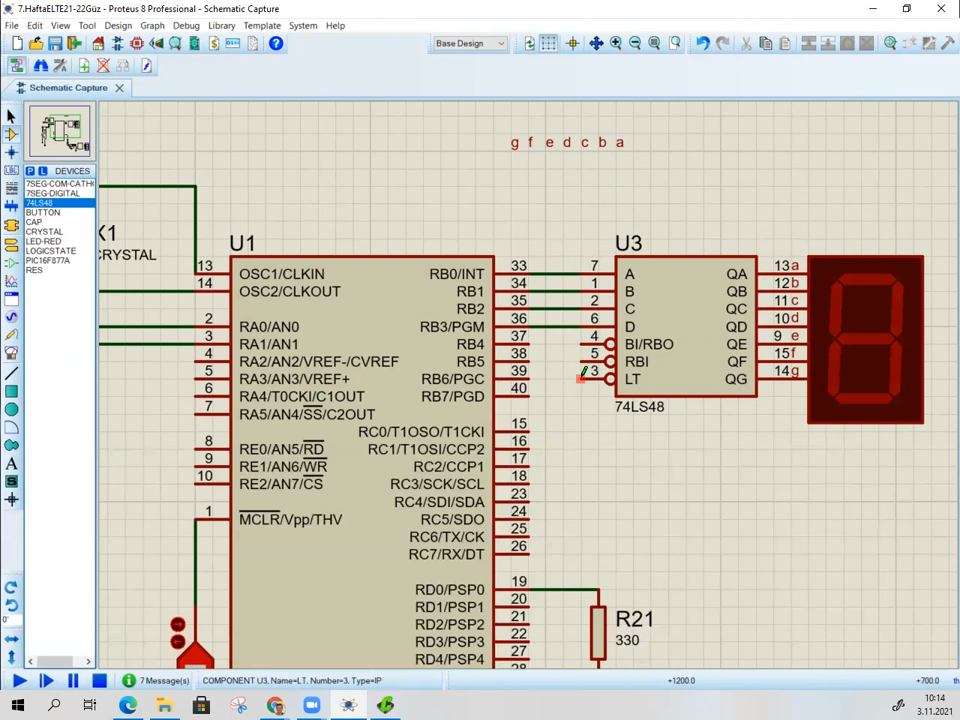 7.HaftaELTE21-22Güz - Proteus 8 Professional - Schematic Capture
File Edit View Tool Design Graph Debug Library Template System Help
Base Design
Schematic Capture
P L DEVICES
7SEG-COM-CATH
7SEG-DIGITAL
74LS48
BUTTON
CAP
CRYSTAL
LED-RED
LOGICSTATE
PIC16F877A
RES
LBL
0°
g f e d c b a
X1
CRYSTAL
U1
13 OSC1/CLKIN
14 OSC2/CLKOUT
2 RA0/AN0
3 RA1/AN1
4 RA2/AN2/VREF-/CVREF
5 RA3/AN3/VREF+
6 RA4/T0CKI/C1OUT
7 RA5/AN4/SS/C2OUT
8 RE0/AN5/RD
9 RE1/AN6/WR
10 RE2/AN7/CS
1 MCLR/Vpp/THV
RB0/INT 33
RB1 34
RB2 35
RB3/PGM 36
RB4 37
RB5 38
RB6/PGC 39
RB7/PGD 40
RC0/T1OSO/T1CKI 15
RC1/T1OSI/CCP2 16
RC2/CCP1 17
RC3/SCK/SCL 18
RC4/SDI/SDA 23
RC5/SDO 24
RC6/TX/CK 25
RC7/RX/DT 26
RD0/PSP0 19
RD1/PSP1 20
RD2/PSP2 21
RD3/PSP3 22
RD4/PSP4 27
U3
7 A QA 13 a
1 B QB 12 b
2 C QC 11 c
6 D QD 10 d
4 BI/RBO QE 9 e
5 RBI QF 15 f
3 LT QG 14 g
74LS48
R21
330
7 Message(s) COMPONENT U3, Name=LT, Number=3, Type=IP +1200.0 +700.0 th
10:14
3.11.2021